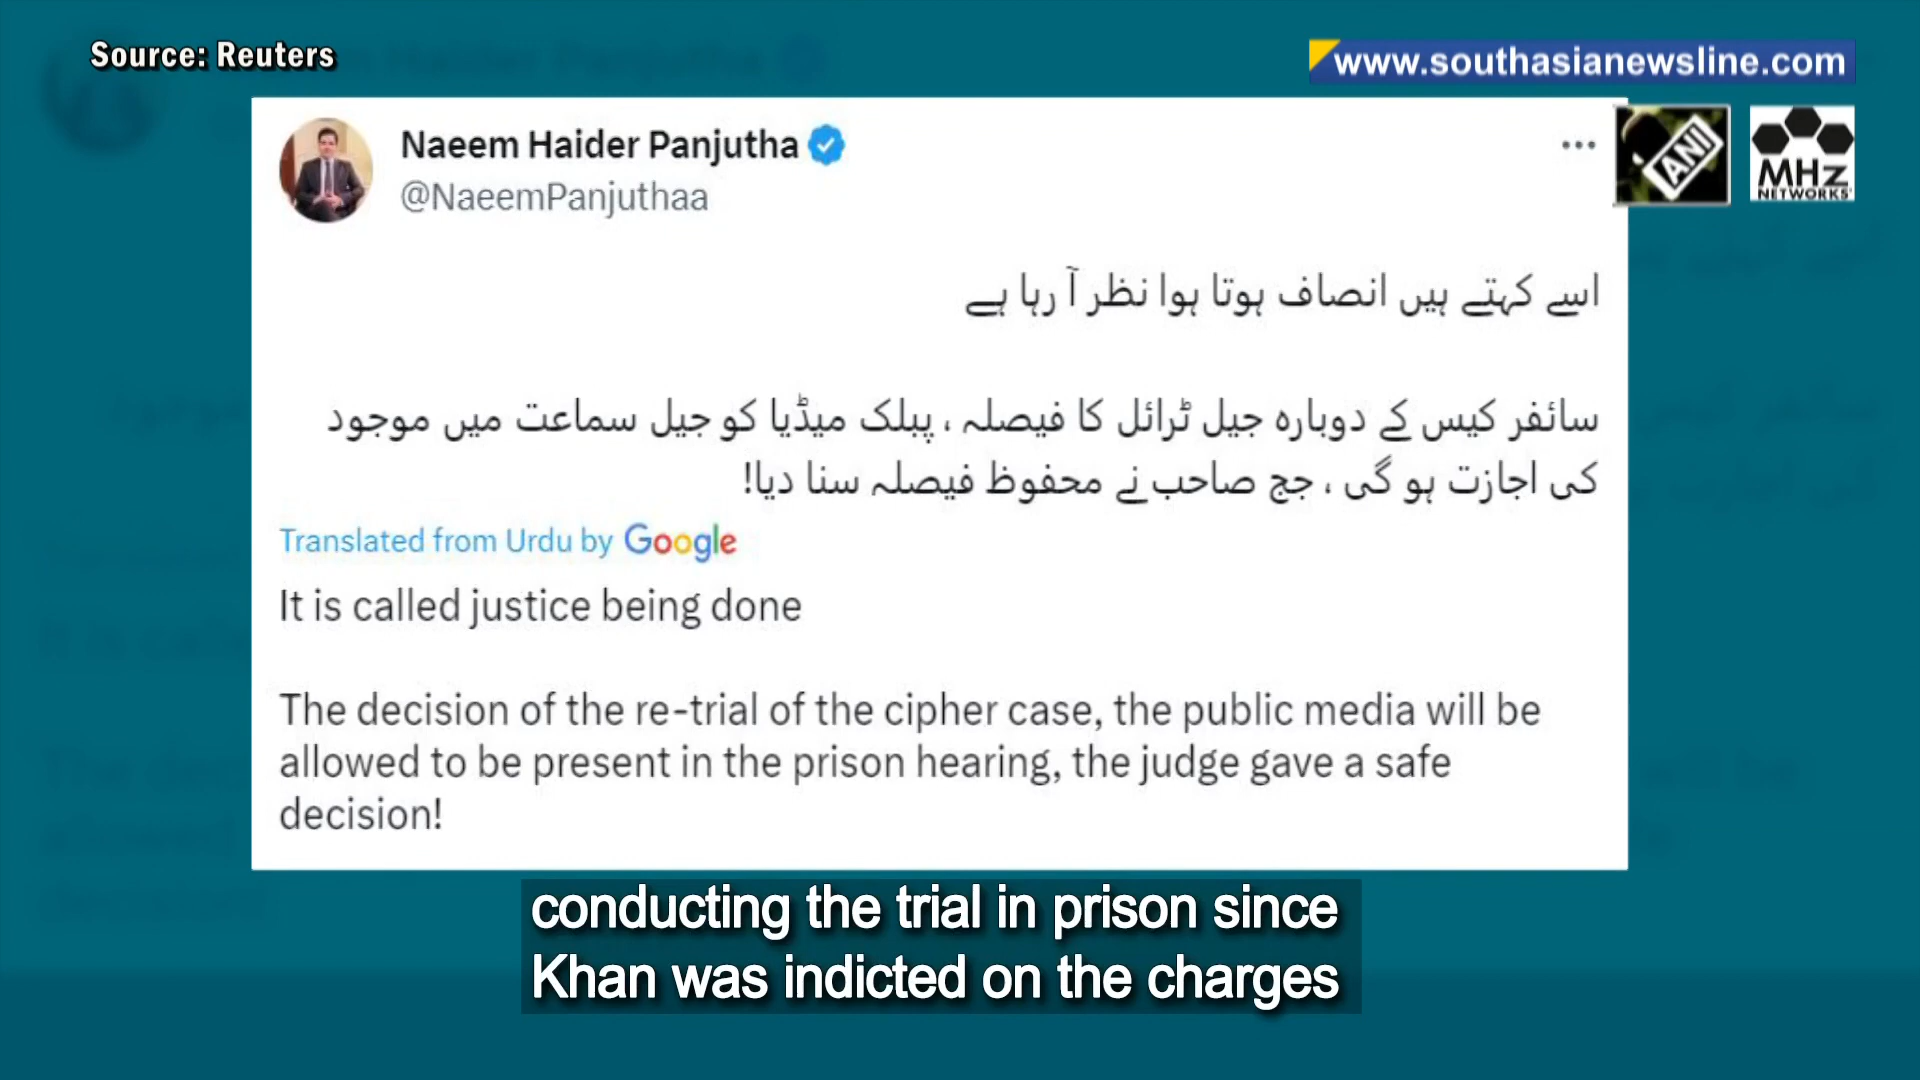 Source: Reuters
www.southasianewsline.com
Naeem Haider Panjutha
@NaeemPanjuthaa
ANI
MHz
NETWORKS
اسے کہتے ہیں انصاف ہوتا ہوا نظر آ رہا ہے
سائفر کیس کے دوبارہ جیل ٹرائل کا فیصلہ ، پبلک میڈیا کو جیل سماعت میں موجود
کی اجازت ہو گی ، جج صاحب نے محفوظ فیصلہ سنا دیا!
Translated from Urdu by Google
It is called justice being done
The decision of the re-trial of the cipher case, the public media will be
allowed to be present in the prison hearing, the judge gave a safe
decision!
conducting the trial in prison since
Khan was indicted on the charges